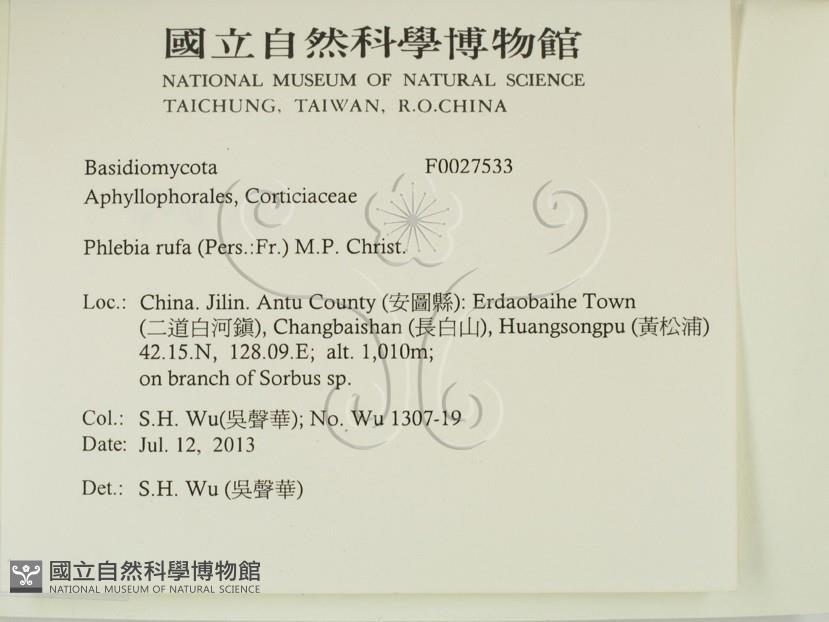 國立自然科學博物館
NATIONAL MUSEUM OF NATURAL SCIENCE
TAICHUNG, TAIWAN, R.O.CHINA
Basidiomycota F0027533
Aphyllophorales, Corticiaceae
Phlebia rufa (Pers.:Fr.) M.P. Christ.
Loc.: China. Jilin. Antu County (安圖縣): Erdaobaihe Town
(二道白河鎮), Changbaishan (長白山), Huangsongpu (黃松浦)
42.15.N, 128.09.E; alt. 1,010m;
on branch of Sorbus sp.
Col.: S.H. Wu(吳聲華); No. Wu 1307-19
Date: Jul. 12, 2013
Det.: S.H. Wu (吳聲華)
國立自然科學博物館
NATIONAL MUSEUM OF NATURAL SCIENCE